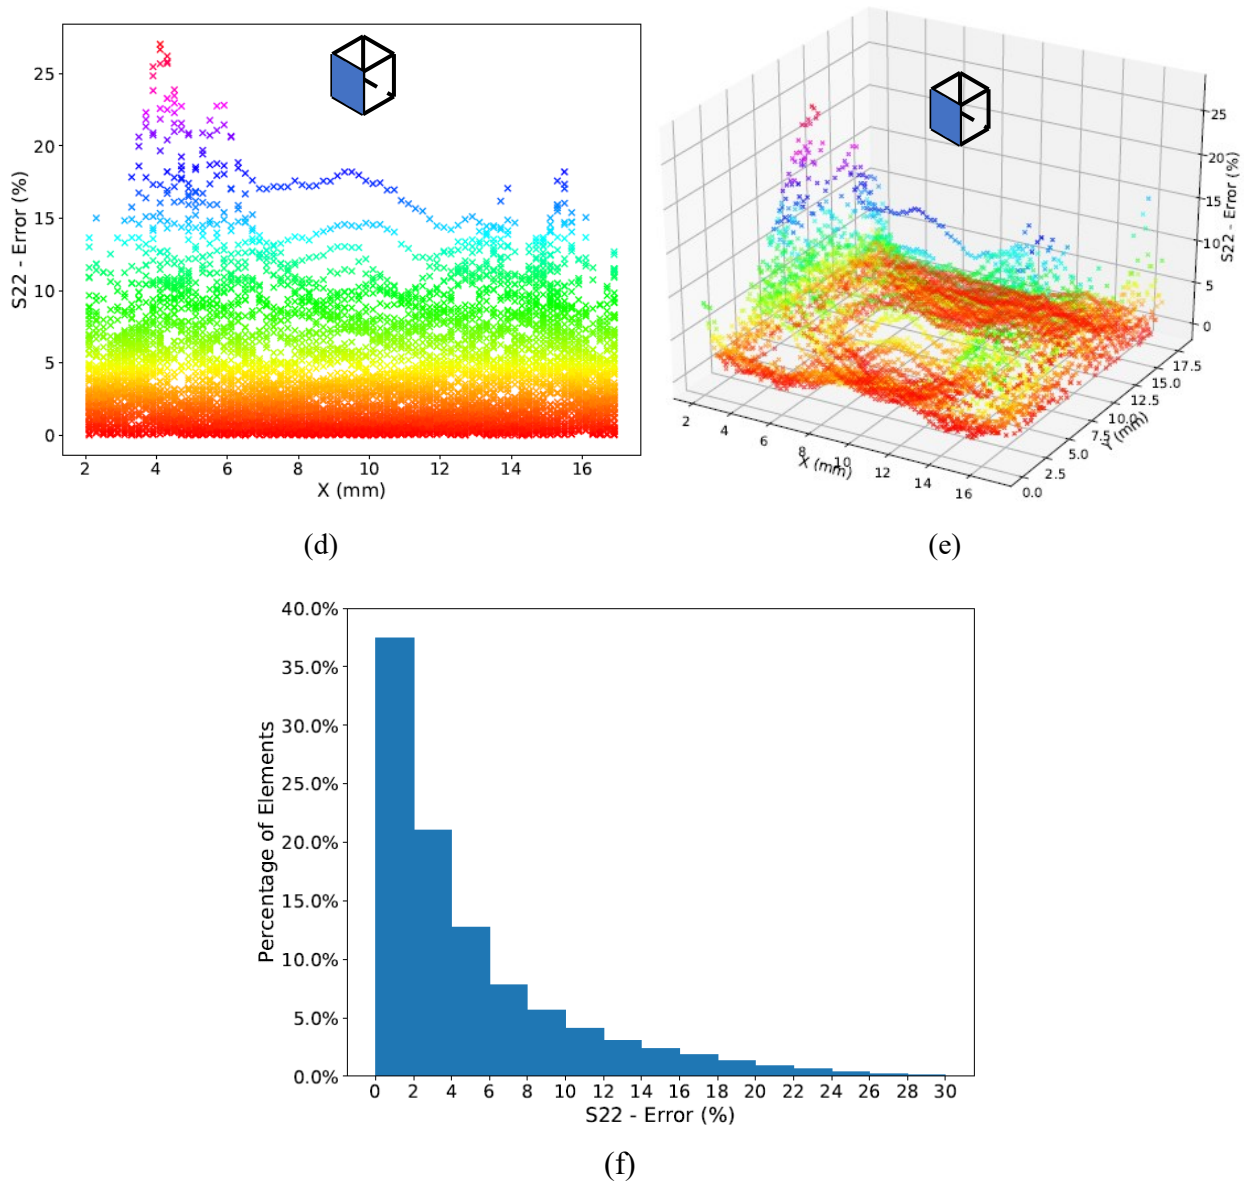 25
20
15
10
5
0
S22 - Error (%)
2 4 6 8 10 12 14 16
X (mm)
(d)
25
20
15
10
5
0
S22 - Error (%)
17.5
15.0
12.5
10.0
7.5
5.0
2.5
0.0
Y (mm)
2 4 6 8 10 12 14 16
X (mm)
(e)
40.0%
35.0%
30.0%
25.0%
20.0%
15.0%
10.0%
5.0%
0.0%
Percentage of Elements
0 2 4 6 8 10 12 14 16 18 20 22 24 26 28 30
S22 - Error (%)
(f)